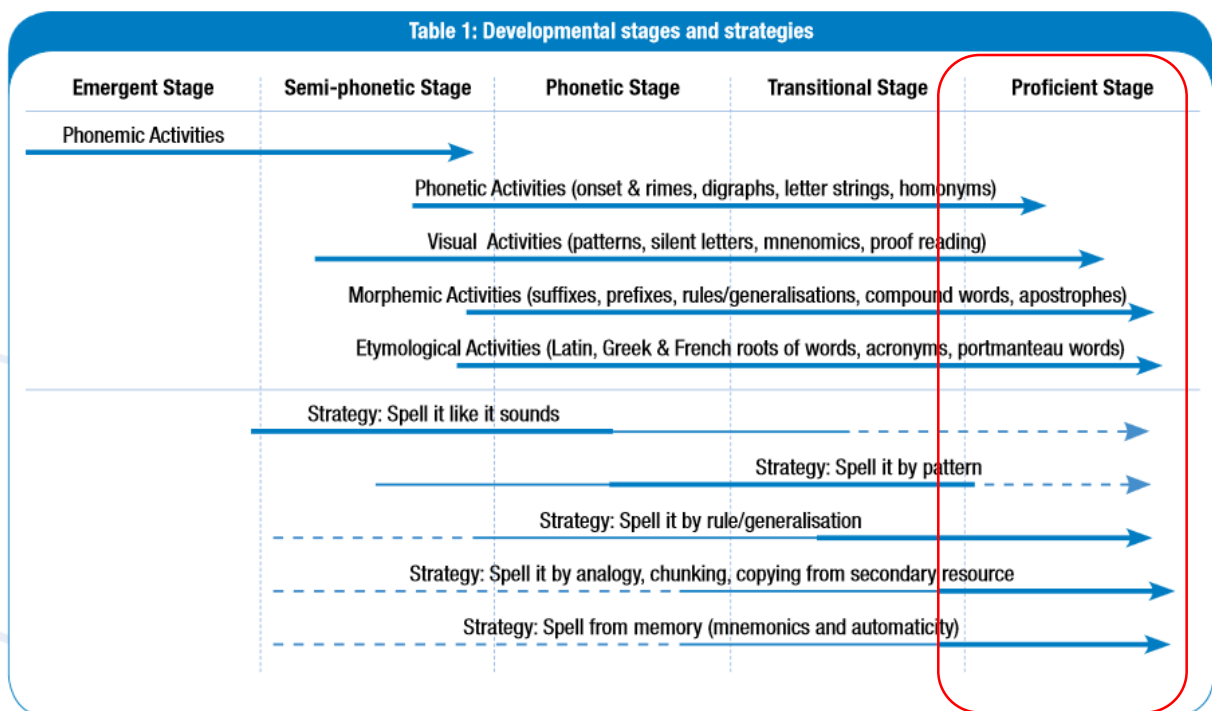 Table 1: Developmental stages and strategies
Emergent Stage Semi-phonetic Stage Phonetic Stage Transitional Stage Proficient Stage
Phonemic Activities
Phonetic Activities (onset & rimes, digraphs, letter strings, homonyms)
Visual Activities (patterns, silent letters, mnenomics, proof reading)
Morphemic Activities (suffixes, prefixes, rules/generalisations, compound words, apostrophes)
Etymological Activities (Latin, Greek & French roots of words, acronyms, portmanteau words)
Strategy: Spell it like it sounds
Strategy: Spell it by pattern
Strategy: Spell it by rule/generalisation
Strategy: Spell it by analogy, chunking, copying from secondary resource
Strategy: Spell from memory (mnemonics and automaticity)